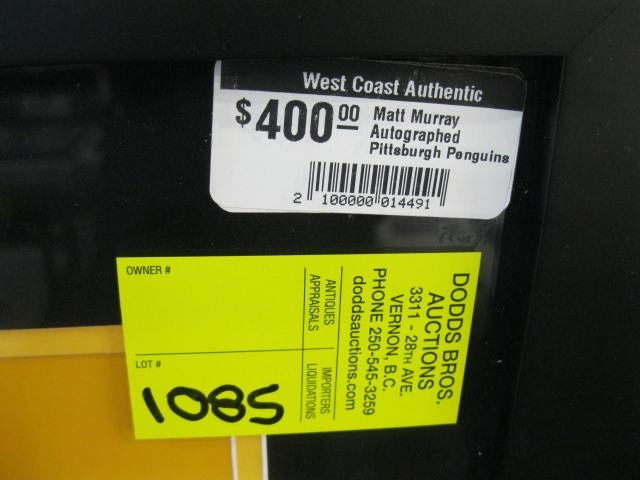 West Coast Authentic
$400.00 Matt Murray
Autographed
Pittsburgh Penguins
2 100000 014491
OWNER #
LOT #
1085
ANTIQUES
APPRAISALS
IMPORTERS
LIQUIDATIONS
DODDS BROS.
AUCTIONS
3311 - 28TH AVE.
VERNON, B.C.
PHONE 250-545-3259
doddsauctions.com